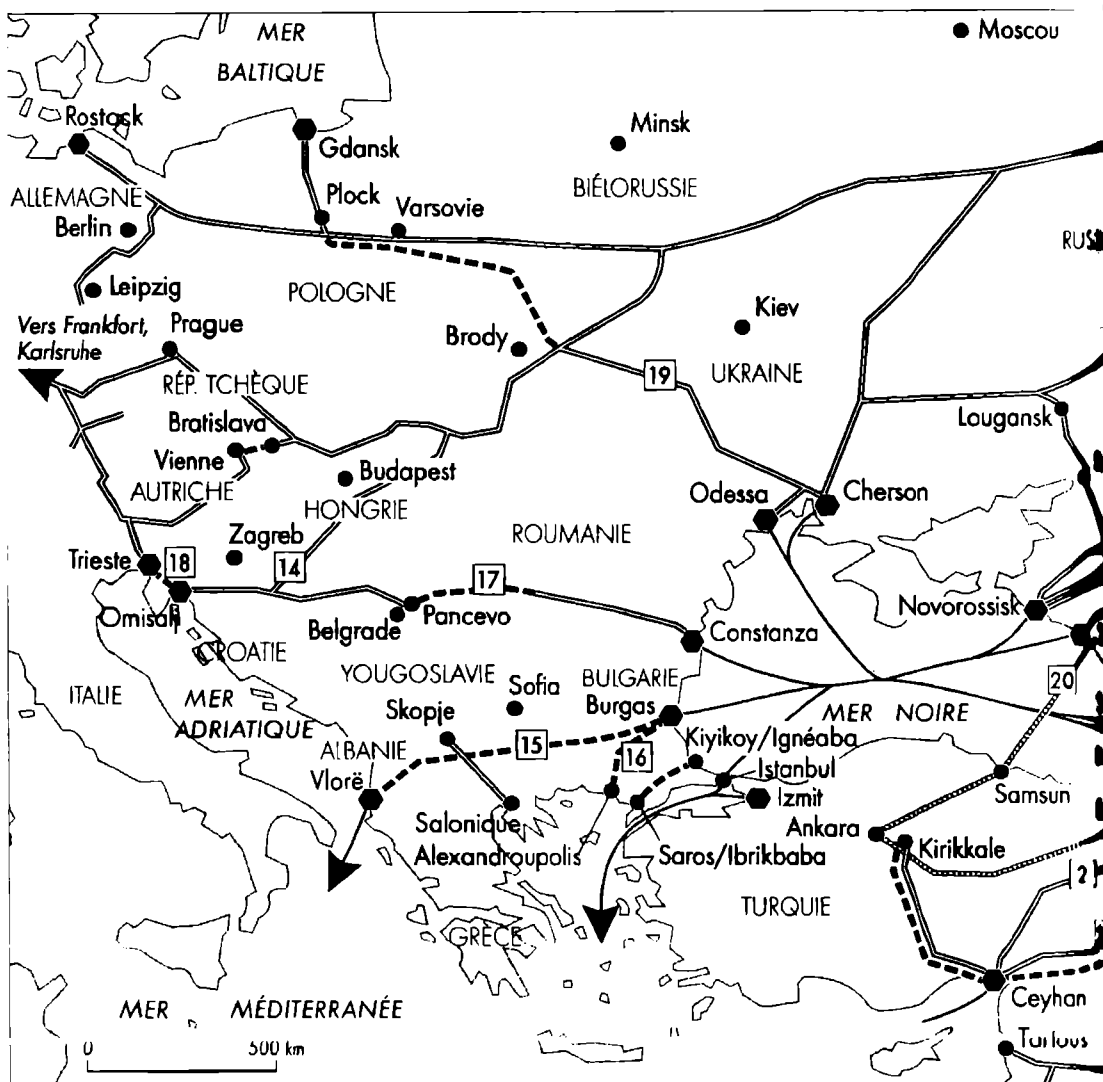 MER
BALTIQUE
Moscou
Rostock
Gdansk
Minsk
ALLEMAGNE
Plock
Varsovie
BIÉLORUSSIE
Berlin
Leipzig
POLOGNE
Kiev
Vers Frankfort,
Karlsruhe
Prague
Brody
19
UKRAINE
RÉP. TCHÈQUE
Bratislava
Lougansk
Vienne
Budapest
AUTRICHE
HONGRIE
Odessa
Cherson
Zagreb
ROUMANIE
Trieste
18
14
17
Novorossisk
Omisali
Belgrade
Pancevo
Constanza
CROATIE
YOUGOSLAVIE
BULGARIE
ITALIE
MER
ADRIATIQUE
Sofia
Burgas
20
MER NOIRE
Skopje
ALBANIE
15
16
Kiyikoy/Ignéaba
Istanbul
Vlorë
Izmit
Samsun
Salonique
Ankara
Kirikkale
Alexandroupolis
Saros/Ibrikbaba
2
TURQUIE
GRÈCE
Ceyhan
MER MÉDITERRANÉE
0 500 km